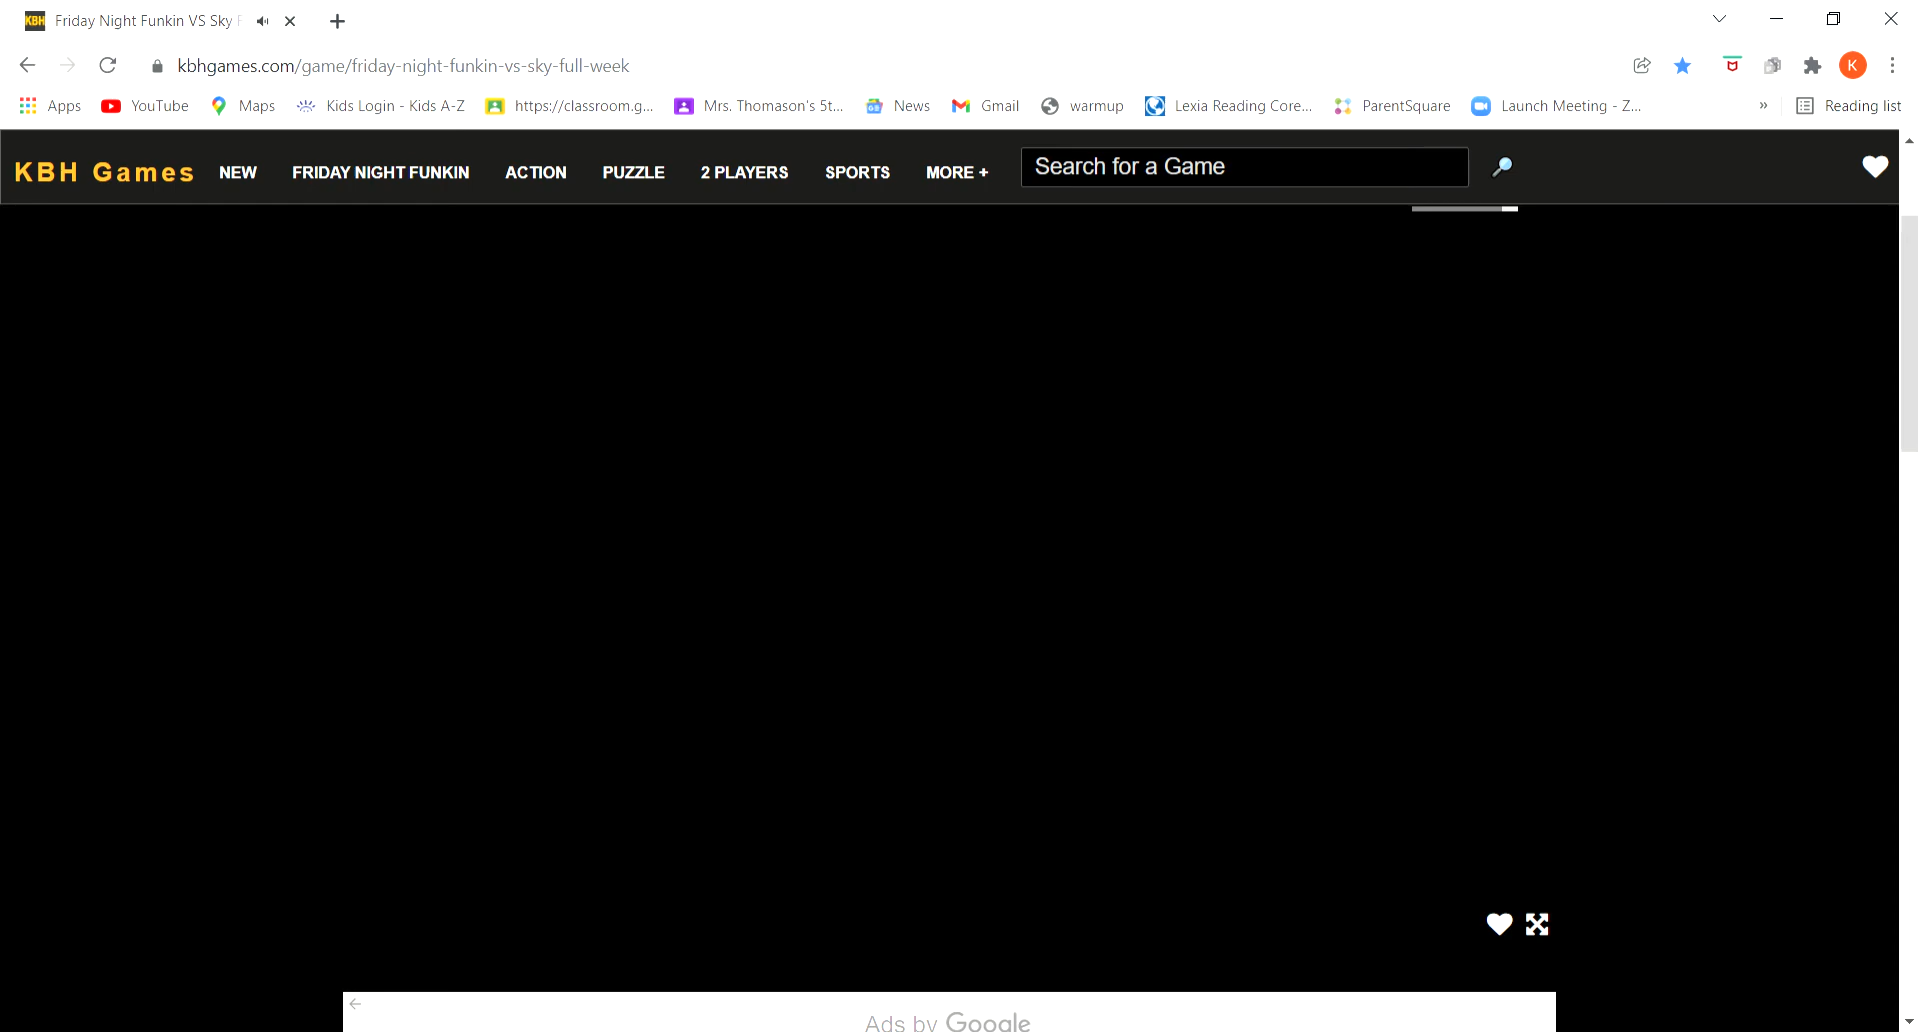 KBH Friday Night Funkin VS Sky F
kbhgames.com/game/friday-night-funkin-vs-sky-full-week K
Apps YouTube Maps Kids Login - Kids A-Z https://classroom.g... Mrs. Thomason's 5t... News Gmail warmup Lexia Reading Core... ParentSquare Launch Meeting - Z... » Reading list
KBH Games NEW FRIDAY NIGHT FUNKIN ACTION PUZZLE 2 PLAYERS SPORTS MORE + Search for a Game
Ads by Google